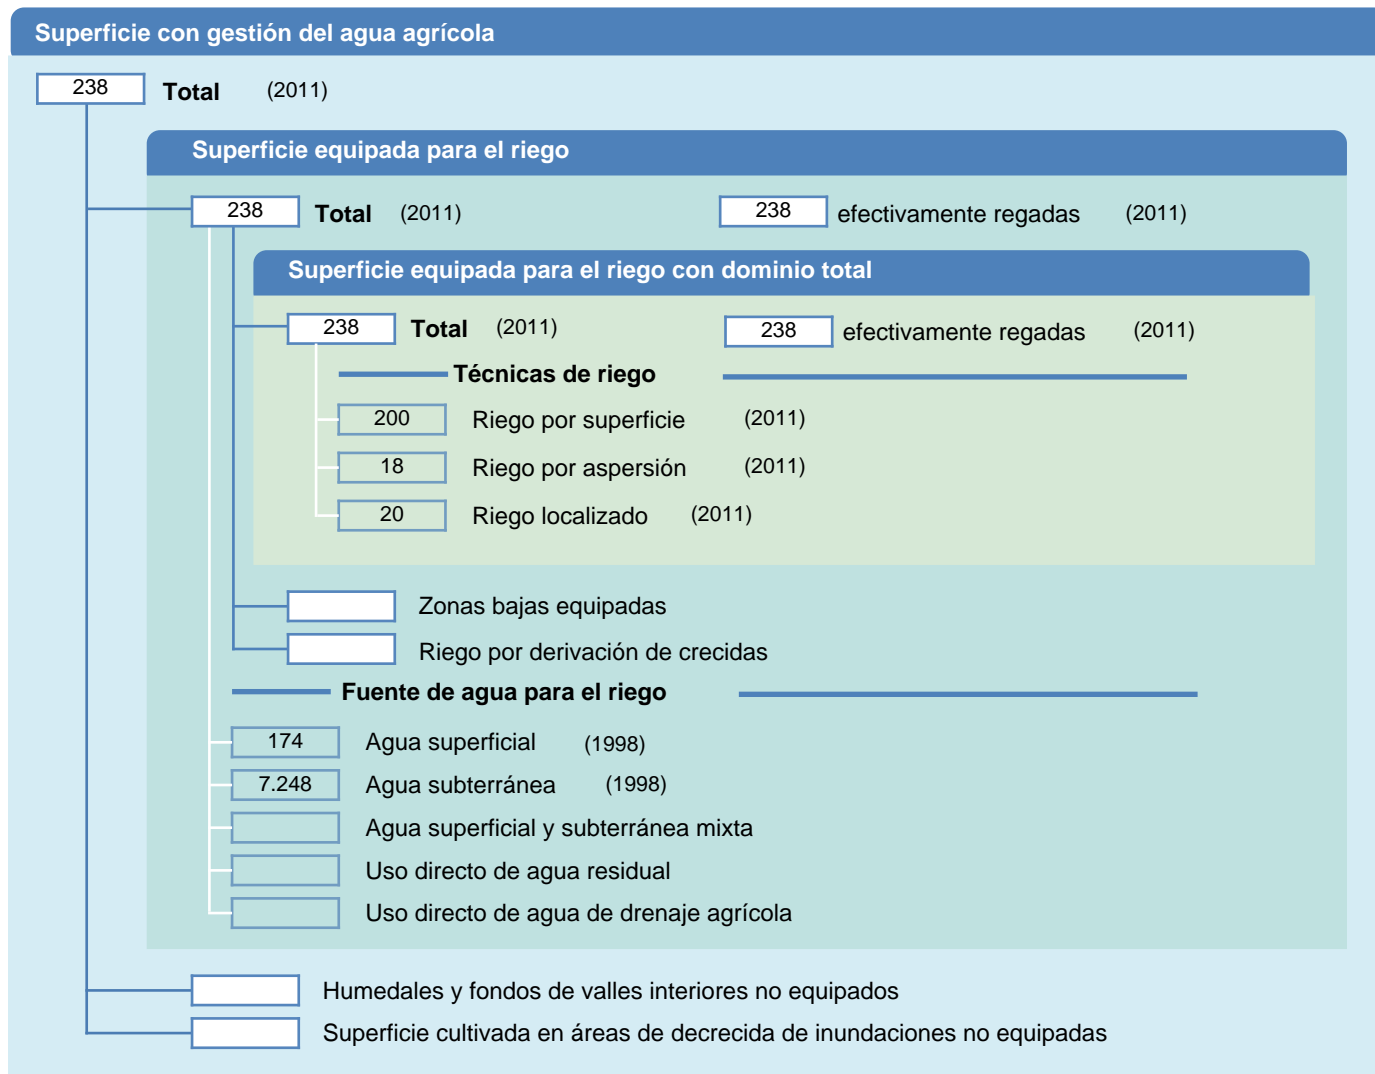 Superficie con gestión del agua agrícola
238 Total (2011)
Superficie equipada para el riego
238 Total (2011) 238 efectivamente regadas (2011)
Superficie equipada para el riego con dominio total
238 Total (2011) 238 efectivamente regadas (2011)
Técnicas de riego
200 Riego por superficie (2011)
18 Riego por aspersión (2011)
20 Riego localizado (2011)
Zonas bajas equipadas
Riego por derivación de crecidas
Fuente de agua para el riego
174 Agua superficial (1998)
7.248 Agua subterránea (1998)
Agua superficial y subterránea mixta
Uso directo de agua residual
Uso directo de agua de drenaje agrícola
Humedales y fondos de valles interiores no equipados
Superficie cultivada en áreas de decrecida de inundaciones no equipadas